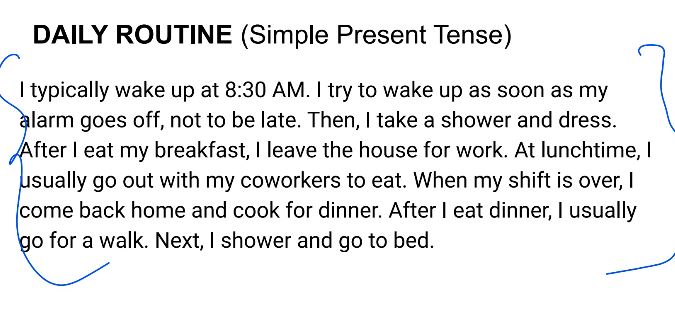 DAILY ROUTINE (Simple Present Tense)
I typically wake up at 8:30 AM. I try to wake up as soon as my
alarm goes off, not to be late. Then, I take a shower and dress.
After I eat my breakfast, I leave the house for work. At lunchtime, I
usually go out with my coworkers to eat. When my shift is over, I
come back home and cook for dinner. After I eat dinner, I usually
go for a walk. Next, I shower and go to bed.